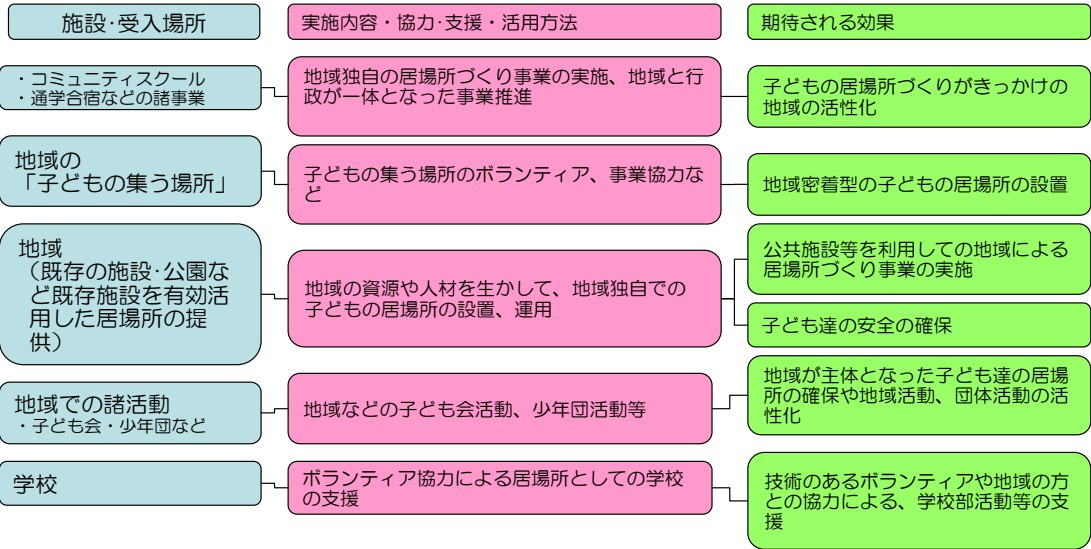 施設・受入場所
実施内容・協力・支援・活用方法
期待される効果
・コミュニティスクール
・通学合宿などの諸事業
地域独自の居場所づくり事業の実施、地域と行
政が一体となった事業推進
子どもの居場所づくりがきっかけの
地域の活性化
地域の
「子どもの集う場所」
子どもの集う場所のボランティア、事業協力な
ど
地域密着型の子どもの居場所の設置
地域
（既存の施設・公園な
ど既存施設を有効活
用した居場所の提
供）
地域の資源や人材を生かして、地域独自での
子どもの居場所の設置、運用
公共施設等を利用しての地域による
居場所づくり事業の実施
子ども達の安全の確保
地域での諸活動
・子ども会・少年団など
地域などの子ども会活動、少年団活動等
地域が主体となった子ども達の居場
所の確保や地域活動、団体活動の活
性化
学校
ボランティア協力による居場所としての学校
の支援
技術のあるボランティアや地域の方
との協力による、学校部活動等の支
援